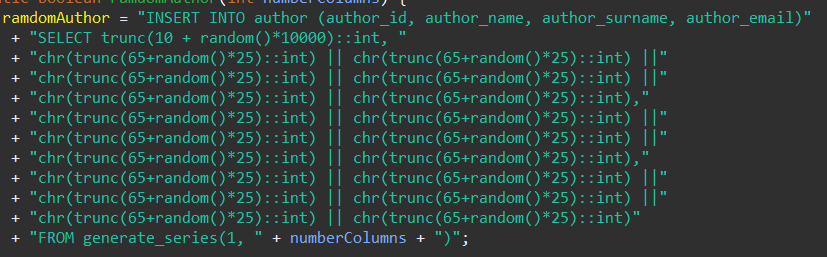 ramdomAuthor = "INSERT INTO author (author_id, author_name, author_surname, author_email)"
+ "SELECT trunc(10 + random()*10000)::int, "
+ "chr(trunc(65+random()*25)::int) || chr(trunc(65+random()*25)::int) ||"
+ "chr(trunc(65+random()*25)::int) || chr(trunc(65+random()*25)::int) ||"
+ "chr(trunc(65+random()*25)::int) || chr(trunc(65+random()*25)::int),"
+ "chr(trunc(65+random()*25)::int) || chr(trunc(65+random()*25)::int) ||"
+ "chr(trunc(65+random()*25)::int) || chr(trunc(65+random()*25)::int) ||"
+ "chr(trunc(65+random()*25)::int) || chr(trunc(65+random()*25)::int),"
+ "chr(trunc(65+random()*25)::int) || chr(trunc(65+random()*25)::int) ||"
+ "chr(trunc(65+random()*25)::int) || chr(trunc(65+random()*25)::int) ||"
+ "chr(trunc(65+random()*25)::int) || chr(trunc(65+random()*25)::int)"
+ "FROM generate_series(1, " + numberColumns + ")";